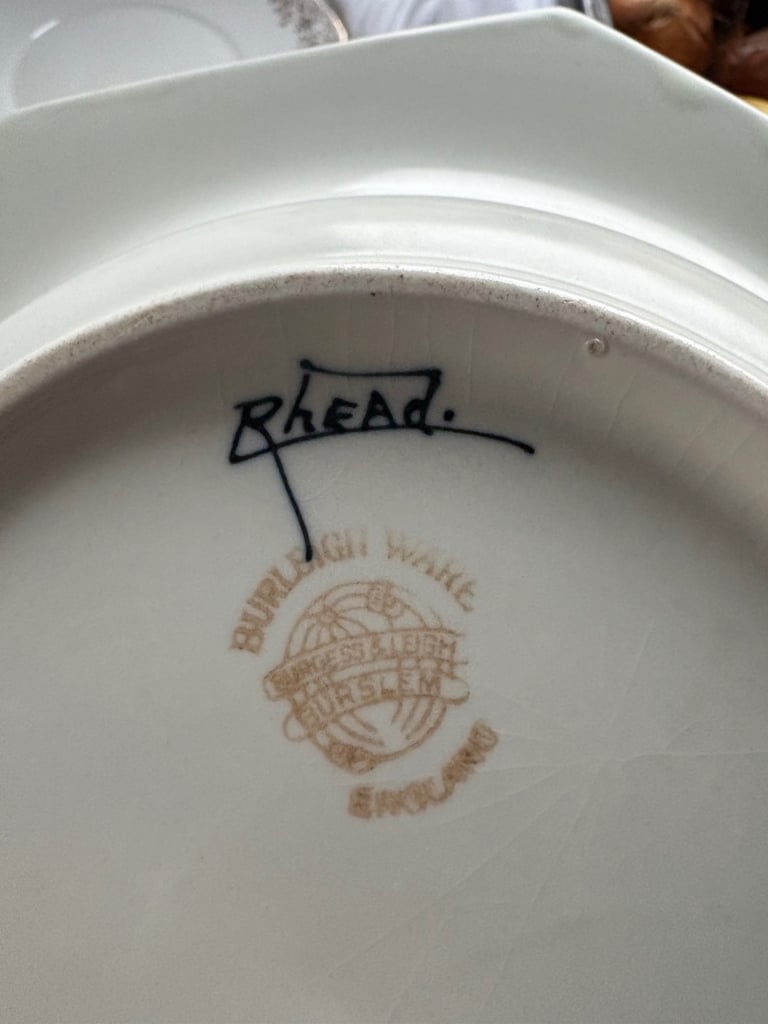 RhEAd.
BURLEIGH WARE
BURGESS & LEIGH
BURSLEM
ENGLAND